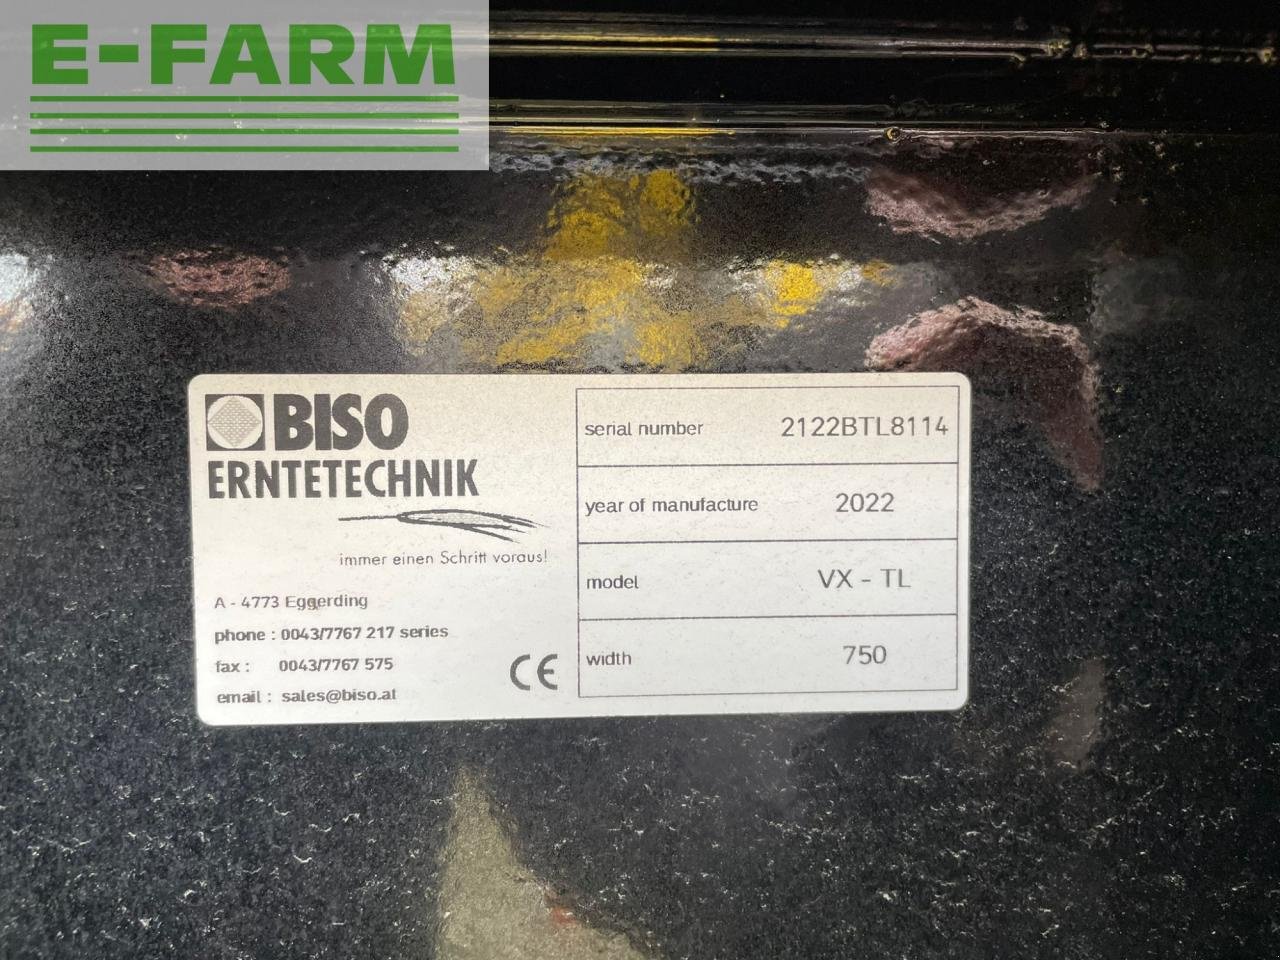 E-FARM
BISO
ERNTETECHNIK
immer einen Schritt voraus!
A - 4773 Eggerding
phone : 0043/7767 217 series
fax : 0043/7767 575
email : sales@biso.at
CE
serial number 2122BTL8114
year of manufacture 2022
model VX - TL
width 750